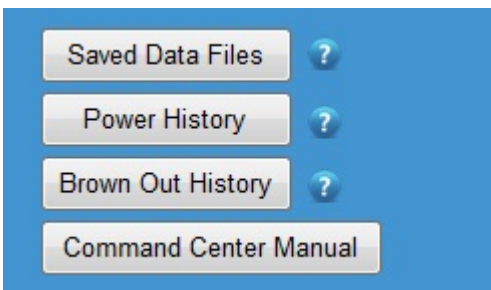 Saved Data Files ?
Power History ?
Brown Out History ?
Command Center Manual